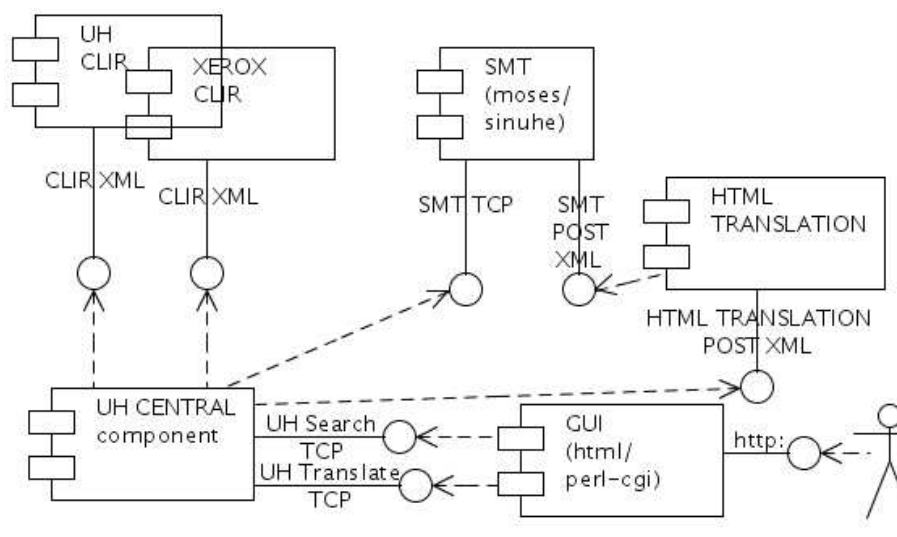 UH
CLIR
XEROX
CLIR
SMT
(moses/
sinuhe)
CLIR XML
CLIR XML
SMT TCP
SMT
POST
XML
HTML
TRANSLATION
HTML TRANSLATION
POST XML
UH CENTRAL
component
UH Search
TCP
UH Translate
TCP
GUI
(html/
perl-cgi)
http: